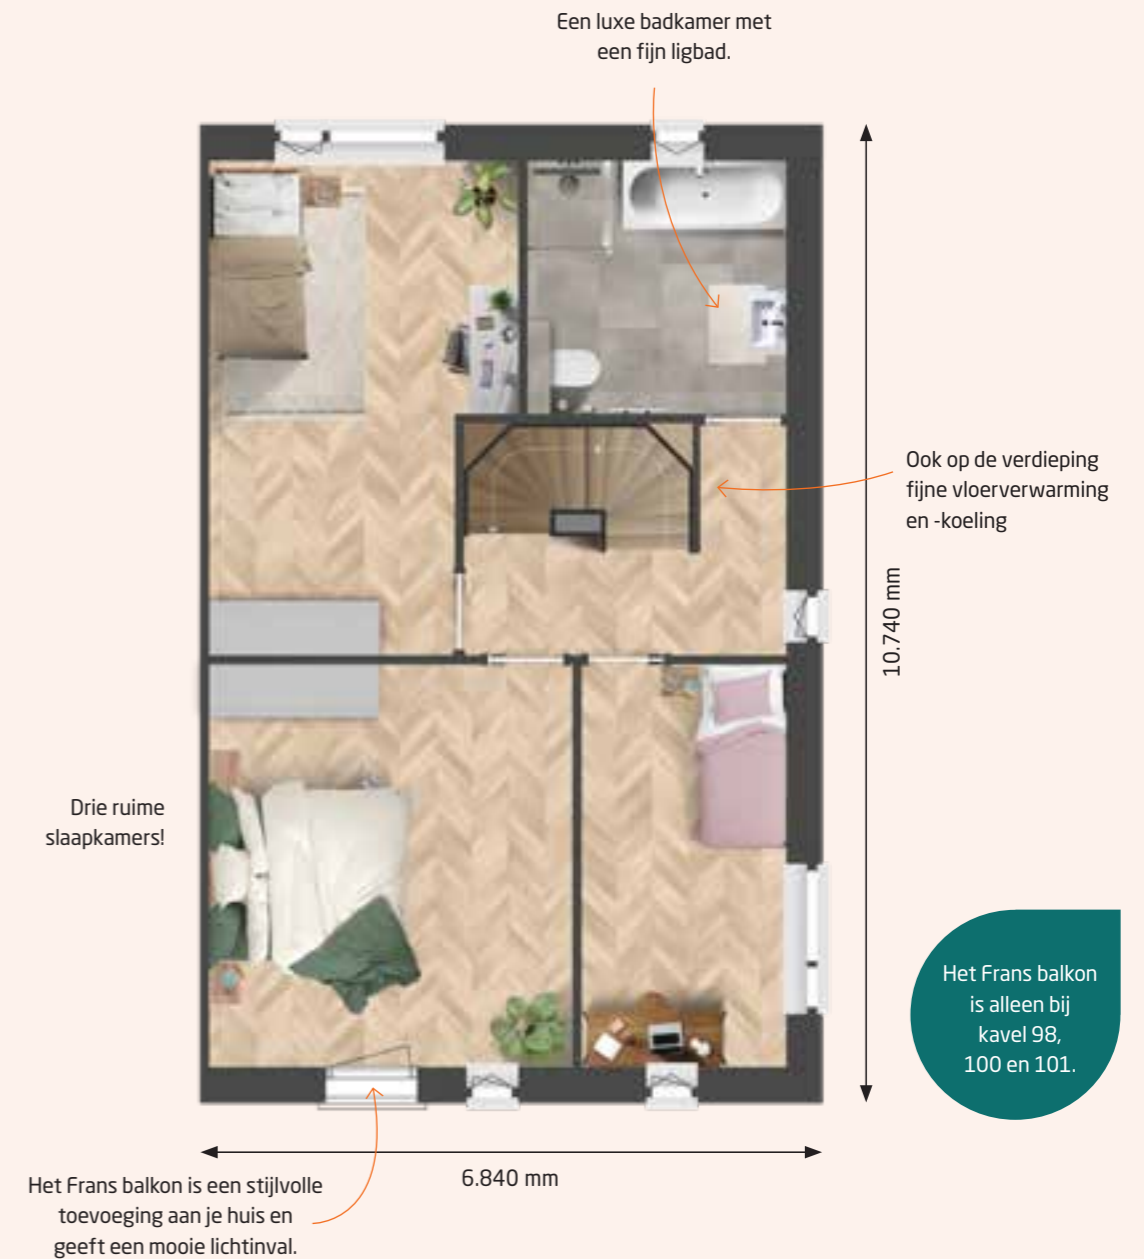 Een luxe badkamer met
een fijn ligbad.
Ook op de verdieping
fijne vloerverwarming
en -koeling
10.740 mm
Drie ruime
slaapkamers!
Het Frans balkon
is alleen bij
kavel 98,
100 en 101.
6.840 mm
Het Frans balkon is een stijlvolle
toevoeging aan je huis en
geeft een mooie lichtinval.